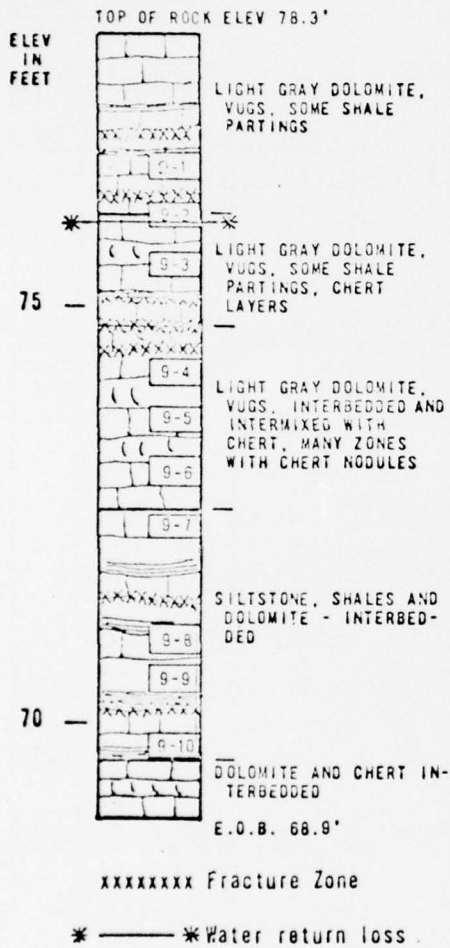 TOP OF ROCK ELEV 78.3'
ELEV
IN
FEET
LIGHT GRAY DOLOMITE,
VUGS, SOME SHALE
PARTINGS
9-1
9-2
LIGHT GRAY DOLOMITE,
VUGS, SOME SHALE
PARTINGS, CHERT
LAYERS
9-3
75
9-4
LIGHT GRAY DOLOMITE,
VUGS, INTERBEDDED AND
INTERMIXED WITH
CHERT, MANY ZONES
WITH CHERT NODULES
9-5
9-6
9-7
SILTSTONE, SHALES AND
DOLOMITE - INTERBED-
DED
9-8
9-9
70
9-10
DOLOMITE AND CHERT IN-
TERBEDDED
E.O.B. 68.9'
XXXXXXXX Fracture Zone
Water return loss